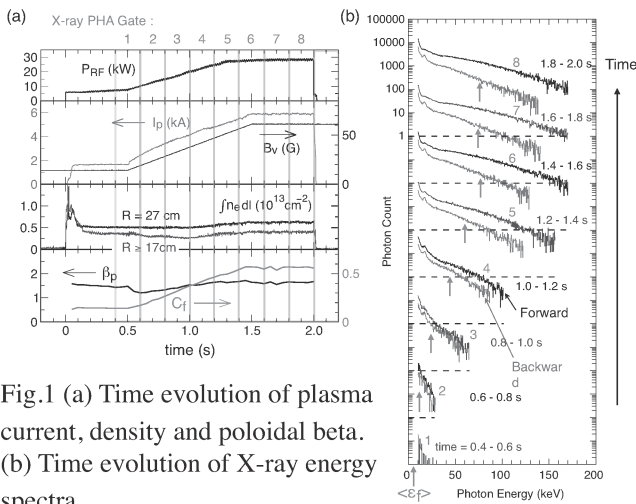 (a)
X-ray PHA Gate :
1 2 3 4 5 6 7 8
30
20
10
0
P_RF (kW)
6
4
2
0
I_p (kA)
B_v (G)
50
0
1.0
0.5
0.0
R = 27 cm
∫n_e dl (10^13 cm^-2)
R ≥ 17cm
2
1
0
β_p
C_f
0.5
0
0.0 0.5 1.0 1.5 2.0
time (s)
(b)
100000
10000
1000
100
10
1
Photon Count
8
1.8 - 2.0 s
7
1.6 - 1.8 s
6
1.4 - 1.6 s
5
1.2 - 1.4 s
4
1.0 - 1.2 s
Forward
0.8 - 1.0 s
3
Backwar
d
0.6 - 0.8 s
2
1
time = 0.4 - 0.6 s
Time
0 50 100 150 200
<ε_f>
Photon Energy (keV)
Fig.1 (a) Time evolution of plasma
current, density and poloidal beta.
(b) Time evolution of X-ray energy
spectra